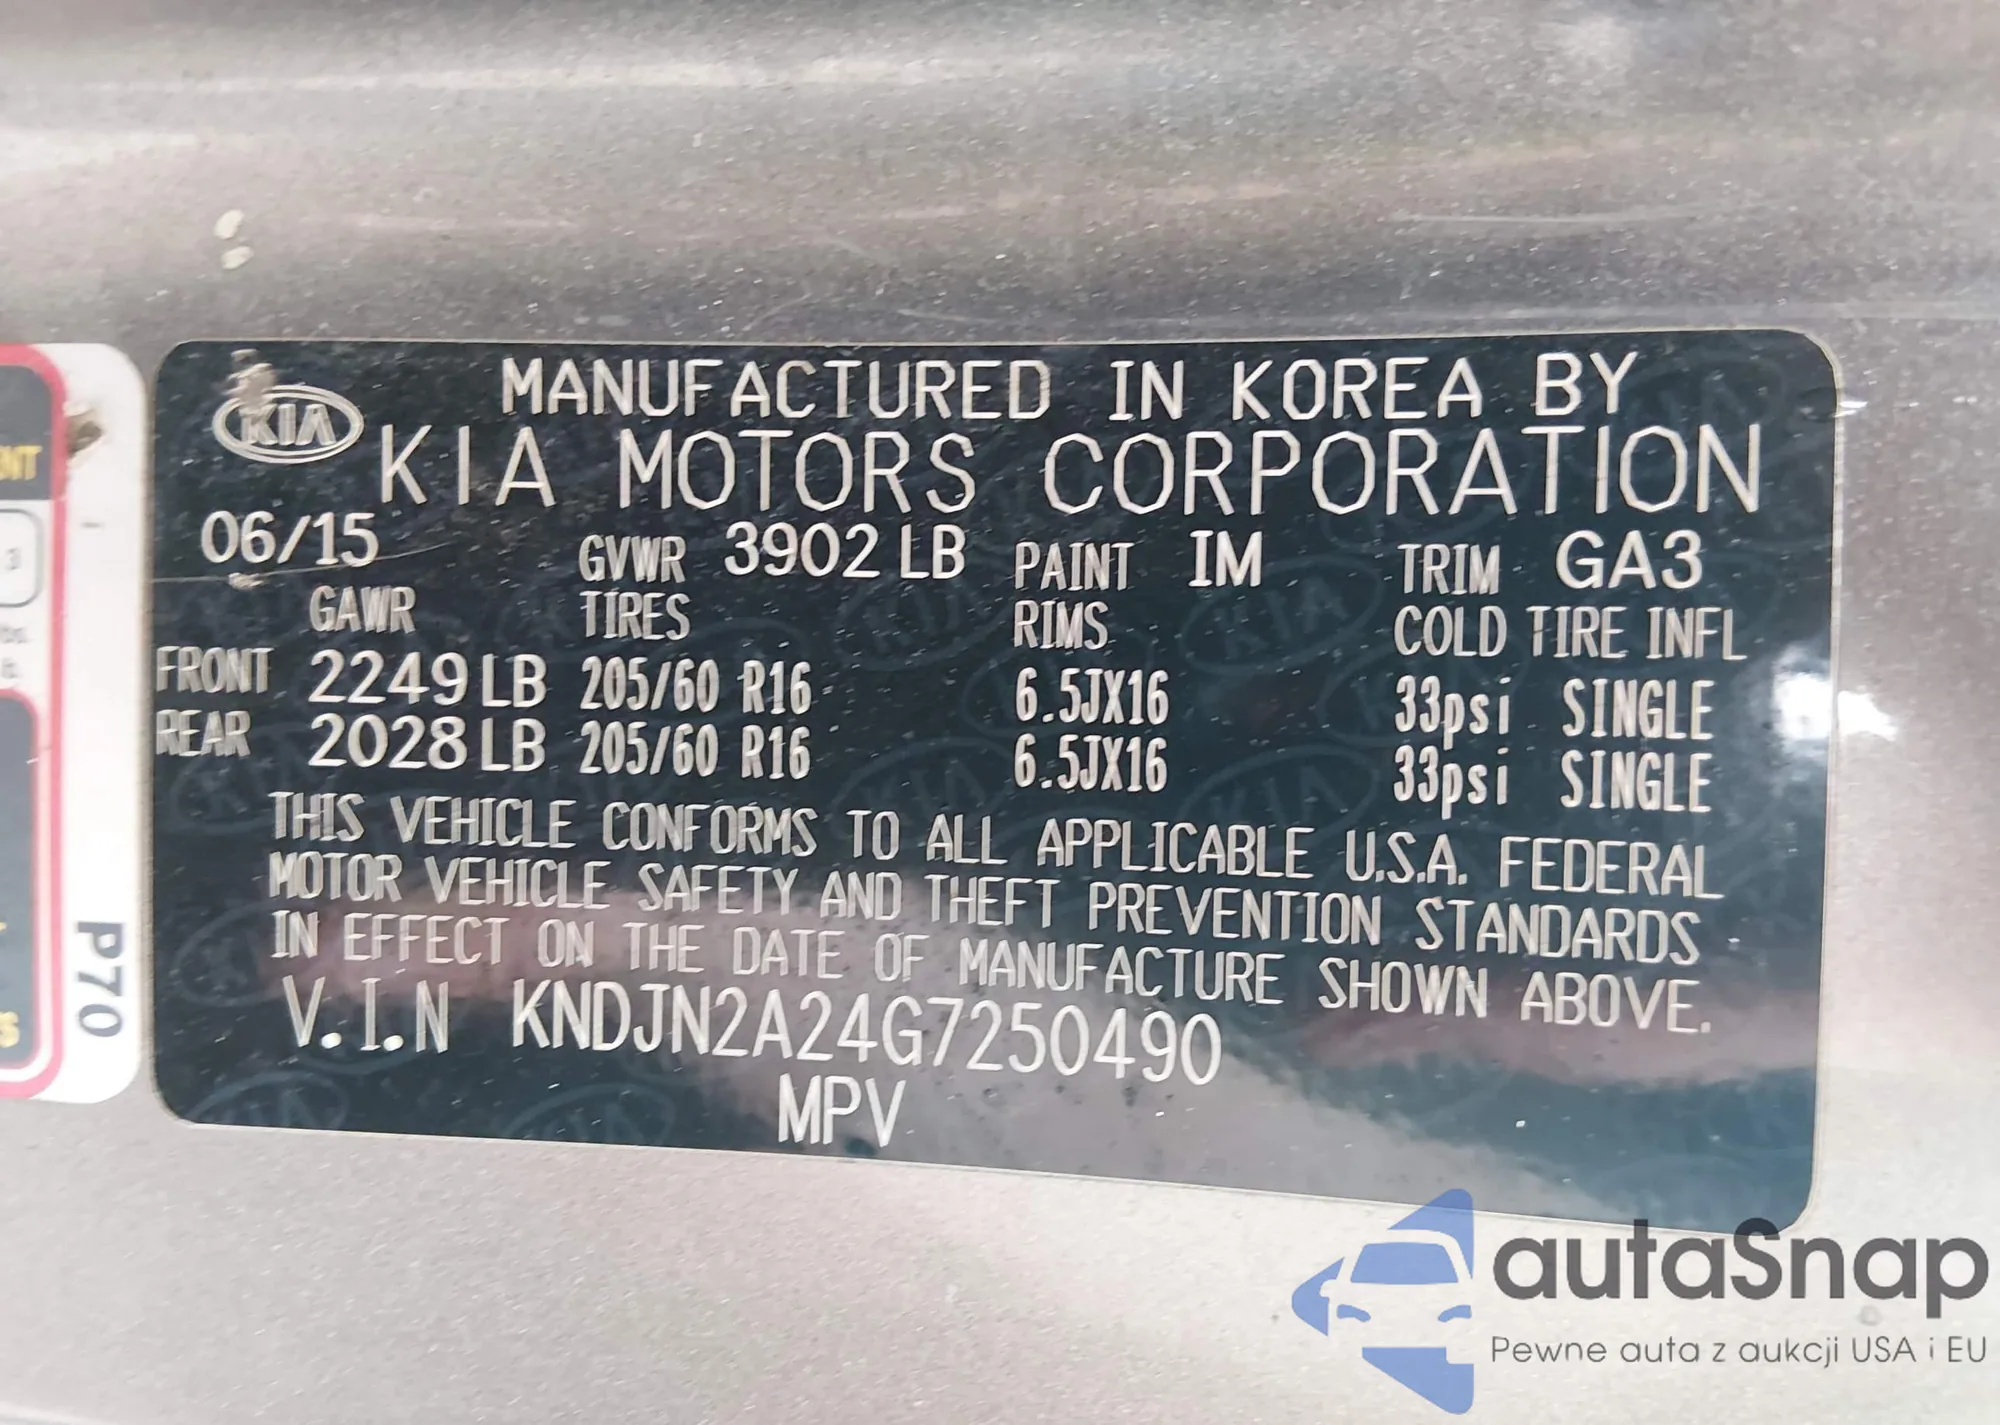 KIA
MANUFACTURED IN KOREA BY
KIA MOTORS CORPORATION
06/15 GVWR 3902 LB PAINT IM TRIM GA3
GAWR TIRES RIMS COLD TIRE INFL
FRONT 2249 LB 205/60 R16 6.5JX16 33psi SINGLE
REAR 2028 LB 205/60 R16 6.5JX16 33psi SINGLE
THIS VEHICLE CONFORMS TO ALL APPLICABLE U.S.A. FEDERAL
MOTOR VEHICLE SAFETY AND THEFT PREVENTION STANDARDS
IN EFFECT ON THE DATE OF MANUFACTURE SHOWN ABOVE.
V.I.N KNDJN2A24G7250490
MPV
P70
3
autaSnap
Pewne auta z aukcji USA i EU